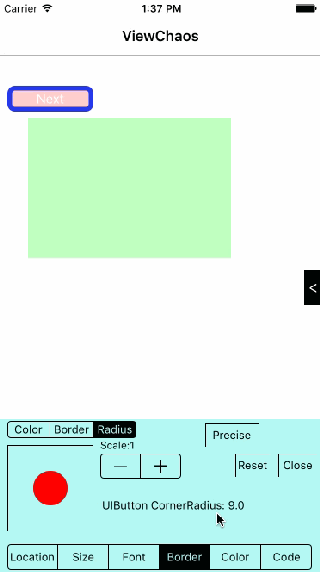 Carrier 1:37 PM
ViewChaos
Next
<
Color Border Radius
Precise
Scale:1
— +
Reset Close
UIButton CornerRadius: 9.0
Location Size Font Border Color Code